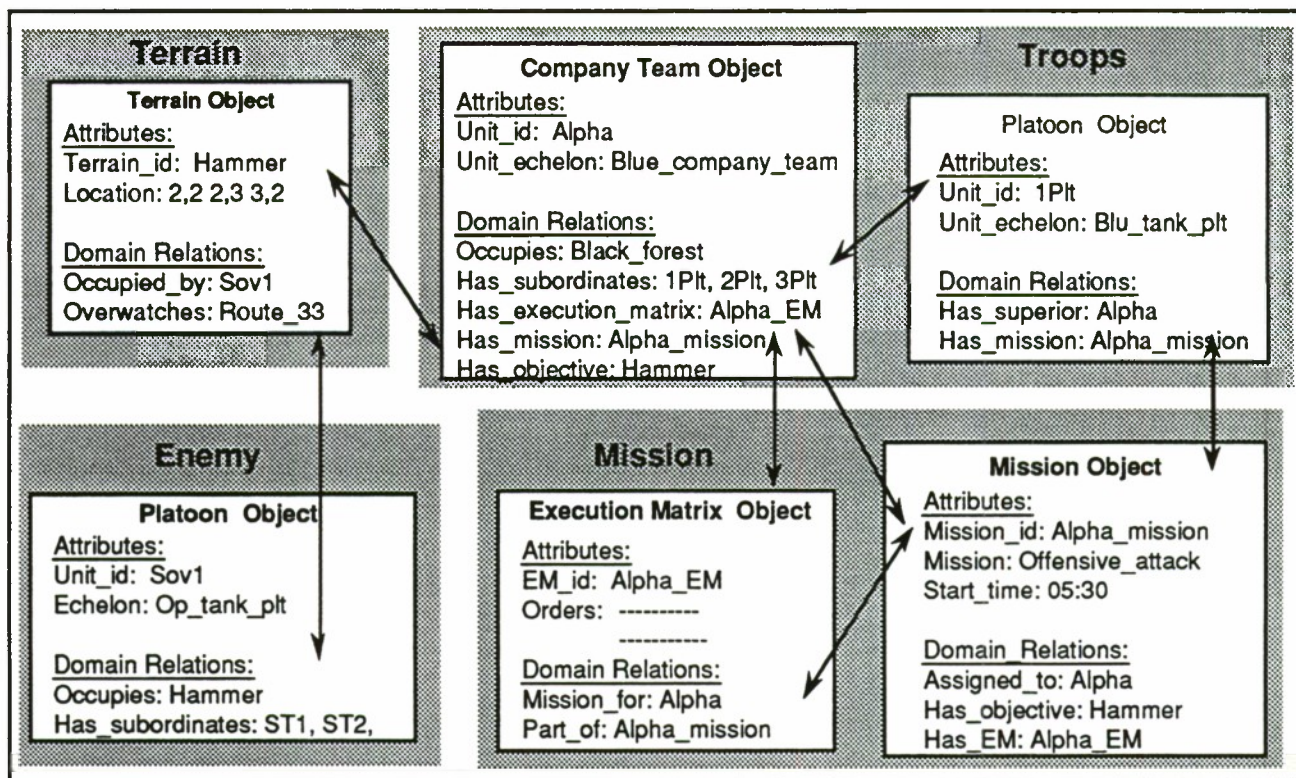 Terrain
Terrain Object
Attributes:
Terrain_id: Hammer
Location: 2,2 2,3 3,2
Domain Relations:
Occupied_by: Sov1
Overwatches: Route_33
Troops
Company Team Object
Attributes:
Unit_id: Alpha
Unit_echelon: Blue_company_team
Domain Relations:
Occupies: Black_forest
Has_subordinates: 1Plt, 2Plt, 3Plt
Has_execution_matrix: Alpha_EM
Has_mission: Alpha_mission
Has_objective: Hammer
Platoon Object
Attributes:
Unit_id: 1Plt
Unit_echelon: Blu_tank_plt
Domain Relations:
Has_superior: Alpha
Has_mission: Alpha_mission
Enemy
Platoon Object
Attributes:
Unit_id: Sov1
Echelon: Op_tank_plt
Domain Relations:
Occupies: Hammer
Has_subordinates: ST1, ST2,
Mission
Execution Matrix Object
Attributes:
EM_id: Alpha_EM
Orders: ----------
-----------
Domain Relations:
Mission_for: Alpha
Part_of: Alpha_mission
Mission Object
Attributes:
Mission_id: Alpha_mission
Mission: Offensive_attack
Start_time: 05:30
Domain_Relations:
Assigned_to: Alpha
Has_objective: Hammer
Has_EM: Alpha_EM